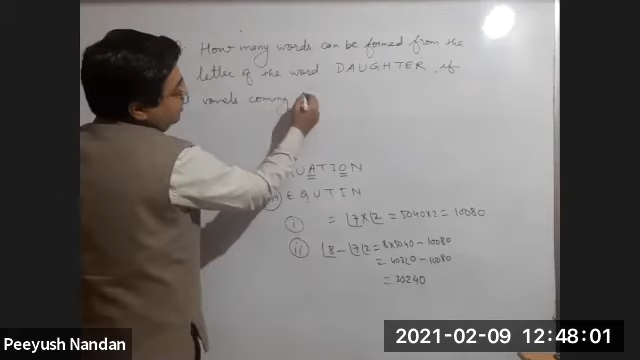 How many words can be formed from the
letter of the word DAUGHTER, if
vowels coming
UATION
EQUTIN
i = ⌊7 × ⌊2 = 5040×2 = 10080
ii ⌊8 − ⌊7⌊2 = 8×5040 − 10080
= 40320 − 10080
= 30240
Peeyush Nandan
2021-02-09 12:48:01